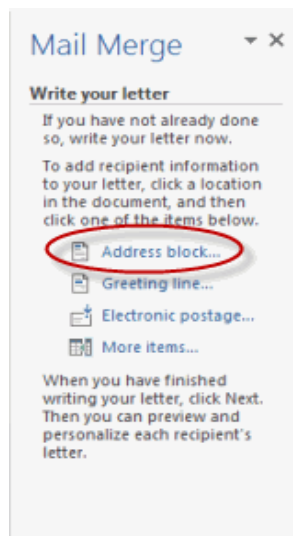 Mail Merge
Write your letter
If you have not already done
so, write your letter now.
To add recipient information
to your letter, click a location
in the document, and then
click one of the items below.
Address block...
Greeting line...
Electronic postage...
More items...
When you have finished
writing your letter, click Next.
Then you can preview and
personalize each recipient's
letter.